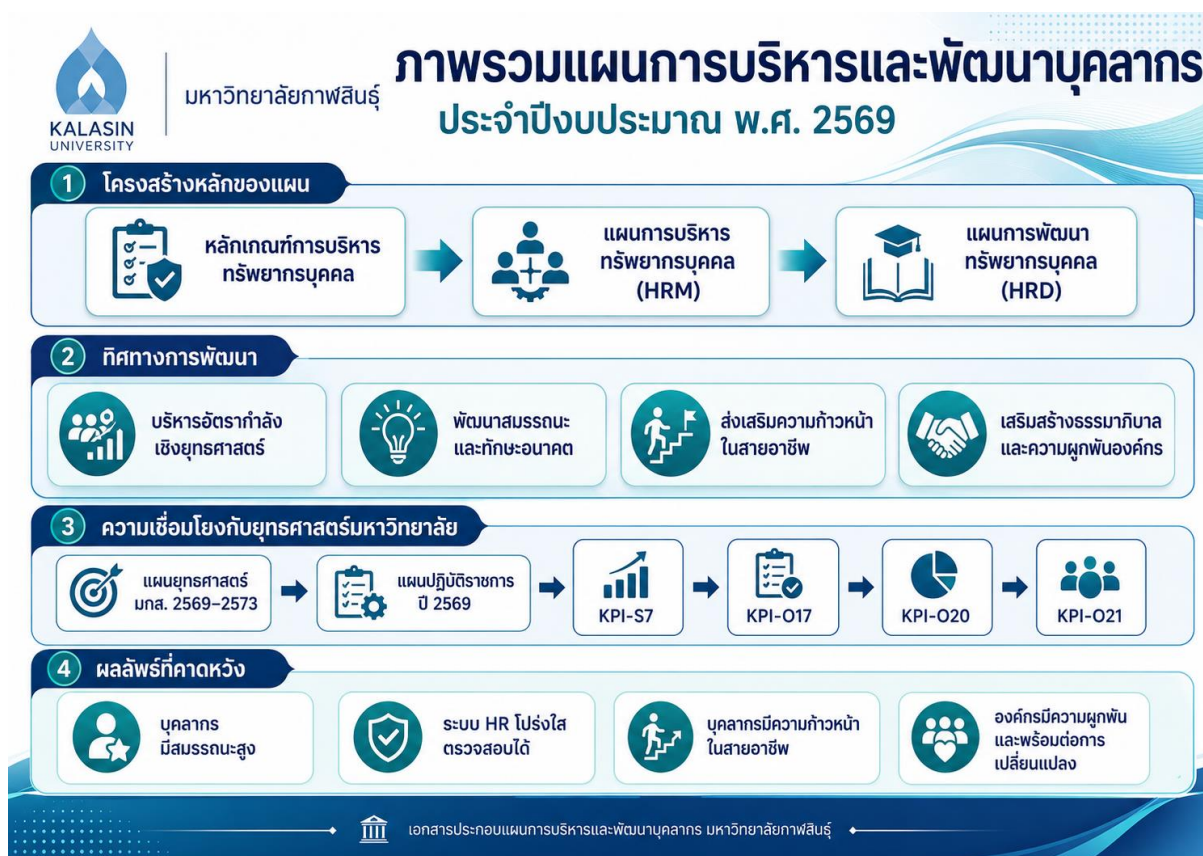 ภาพรวมแผนการบริหารและพัฒนาบุคลากร
ประจำปีงบประมาณ พ.ศ. 2569
KALASIN
UNIVERSITY
มหาวิทยาลัยกาฬสินธุ์
1 โครงสร้างหลักของแผน
หลักเกณฑ์การบริหาร
ทรัพยากรบุคคล
แผนการบริหาร
ทรัพยากรบุคคล
(HRM)
แผนการพัฒนา
ทรัพยากรบุคคล
(HRD)
2 ทิศทางการพัฒนา
บริหารอัตรากำลัง
เชิงยุทธศาสตร์
พัฒนาสมรรถนะ
และทักษะอนาคต
ส่งเสริมความก้าวหน้า
ในสายอาชีพ
เสริมสร้างธรรมาภิบาล
และความผูกพันองค์กร
3 ความเชื่อมโยงกับยุทธศาสตร์มหาวิทยาลัย
แผนยุทธศาสตร์
มกส. 2569–2573
แผนปฏิบัติราชการ
ปี 2569
KPI-S7
KPI-O17
KPI-O20
KPI-O21
4 ผลลัพธ์ที่คาดหวัง
บุคลากร
มีสมรรถนะสูง
ระบบ HR โปร่งใส
ตรวจสอบได้
บุคลากรมีความก้าวหน้า
ในสายอาชีพ
องค์กรมีความผูกพัน
และพร้อมต่อการ
เปลี่ยนแปลง
เอกสารประกอบแผนการบริหารและพัฒนาบุคลากร มหาวิทยาลัยกาฬสินธุ์